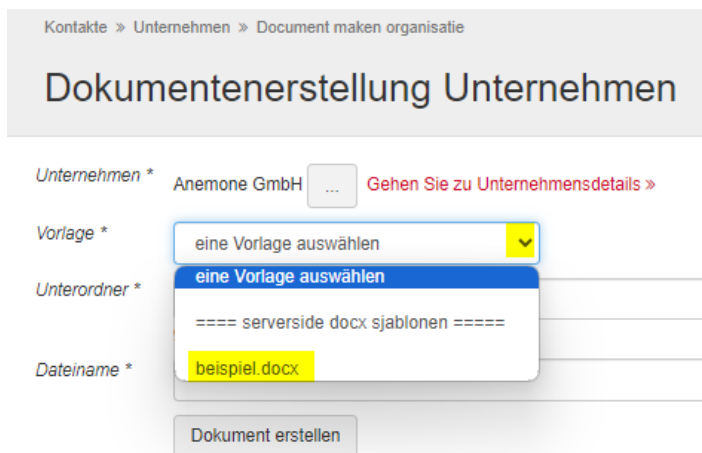 Kontakte » Unternehmen » Document maken organisatie
Dokumentenerstellung Unternehmen
Unternehmen * Anemone GmbH ... Gehen Sie zu Unternehmensdetails »
Vorlage * eine Vorlage auswählen
eine Vorlage auswählen
Unterordner *
==== serverside docx sjablonen =====
Dateiname * beispiel.docx
Dokument erstellen